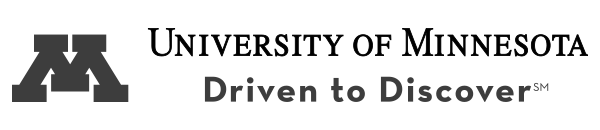 M
UNIVERSITY OF MINNESOTA
Driven to Discover℠